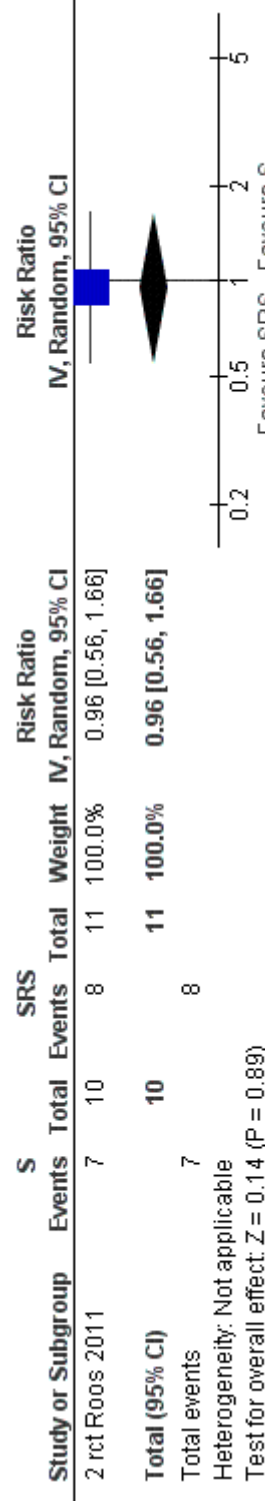 S SRS Risk Ratio Risk Ratio
Study or Subgroup Events Total Events Total Weight IV, Random, 95% CI IV, Random, 95% CI
2 rct Roos 2011 7 10 8 11 100.0% 0.96 [0.56, 1.66]
Total (95% CI) 10 11 100.0% 0.96 [0.56, 1.66]
Total events 7 8
Heterogeneity: Not applicable
Test for overall effect: Z = 0.14 (P = 0.89)
0.2 0.5 1 2 5
Favours SRS Favours S